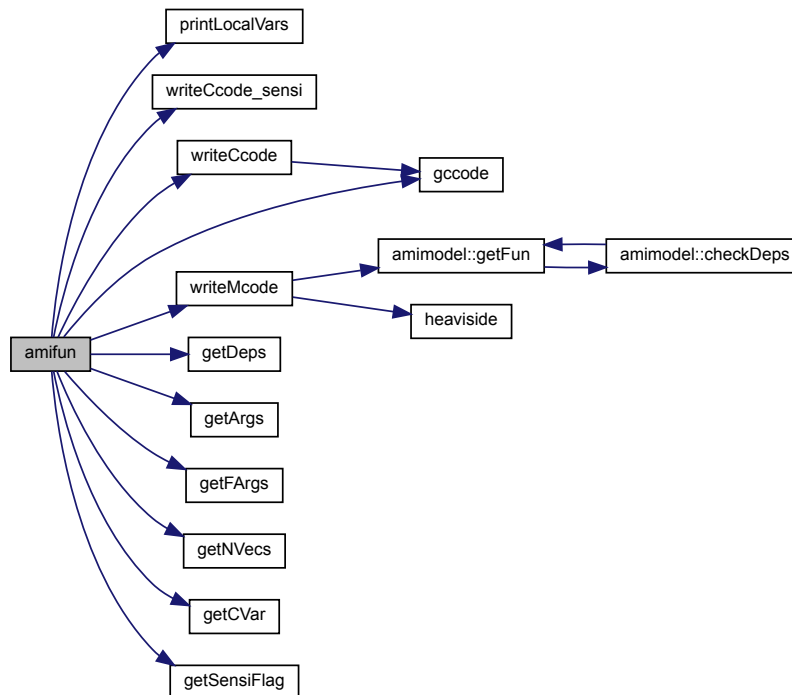 printLocalVars
writeCcode_sensi
writeCcode
gccode
amimodel::getFun
amimodel::checkDeps
writeMcode
heaviside
amifun
getDeps
getArgs
getFArgs
getNVecs
getCVar
getSensiFlag